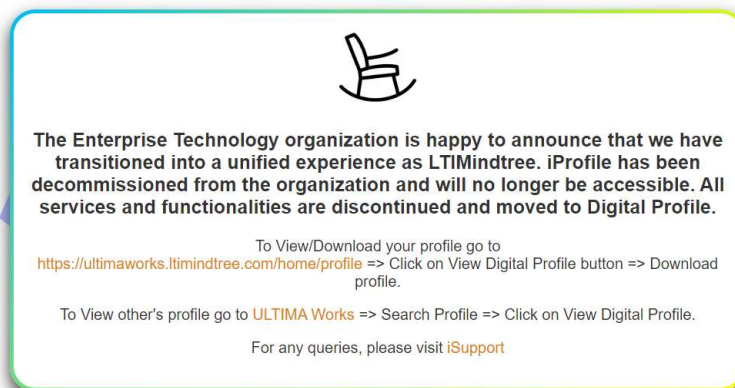 The Enterprise Technology organization is happy to announce that we have
transitioned into a unified experience as LTIMindtree. iProfile has been
decommissioned from the organization and will no longer be accessible. All
services and functionalities are discontinued and moved to Digital Profile.
To View/Download your profile go to
https://ultimaworks.ltimindtree.com/home/profile => Click on View Digital Profile button => Download
profile.
To View other's profile go to ULTIMA Works => Search Profile => Click on View Digital Profile.
For any queries, please visit iSupport